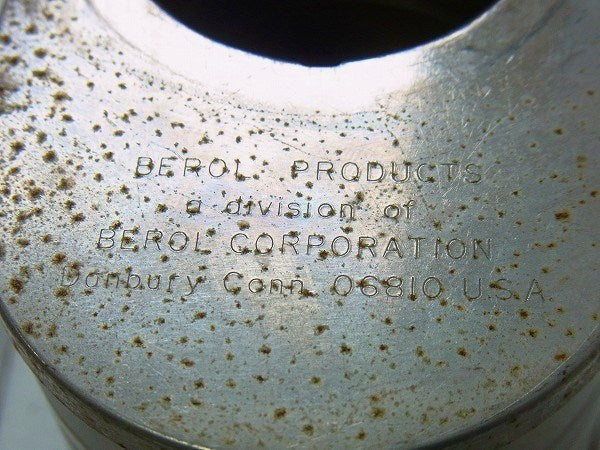 BEROL PRODUCTS
a division of
BEROL CORPORATION
Danbury Conn. 06810 U.S.A.